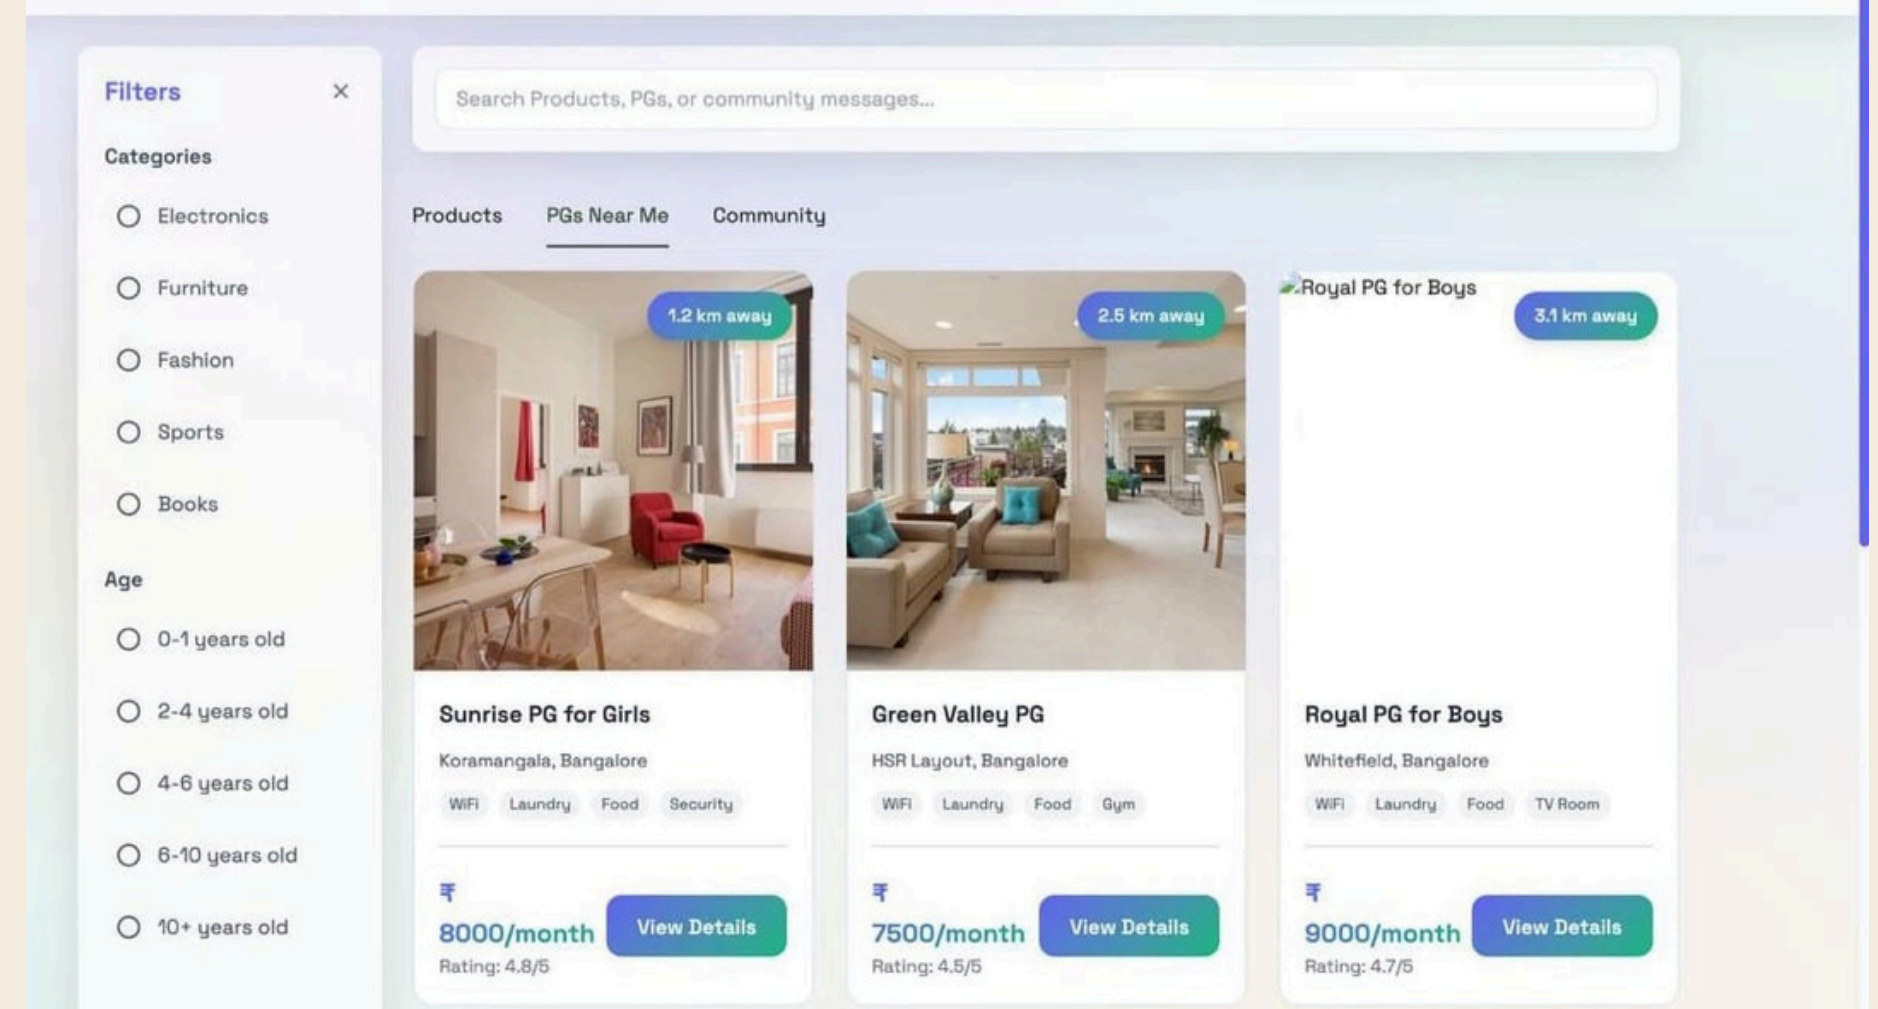 Filters
Categories
Electronics
Furniture
Fashion
Sports
Books
Age
0-1 years old
2-4 years old
4-6 years old
6-10 years old
10+ years old
Search Products, PGs, or community messages...
Products PGs Near Me Community
1.2 km away
Sunrise PG for Girls
Koramangala, Bangalore
WiFi Laundry Food Security
₹
8000/month
View Details
Rating: 4.8/5
2.5 km away
Green Valley PG
HSR Layout, Bangalore
WiFi Laundry Food Gym
₹
7500/month
View Details
Rating: 4.5/5
Royal PG for Boys
3.1 km away
Royal PG for Boys
Whitefield, Bangalore
WiFi Laundry Food TV Room
₹
9000/month
View Details
Rating: 4.7/5